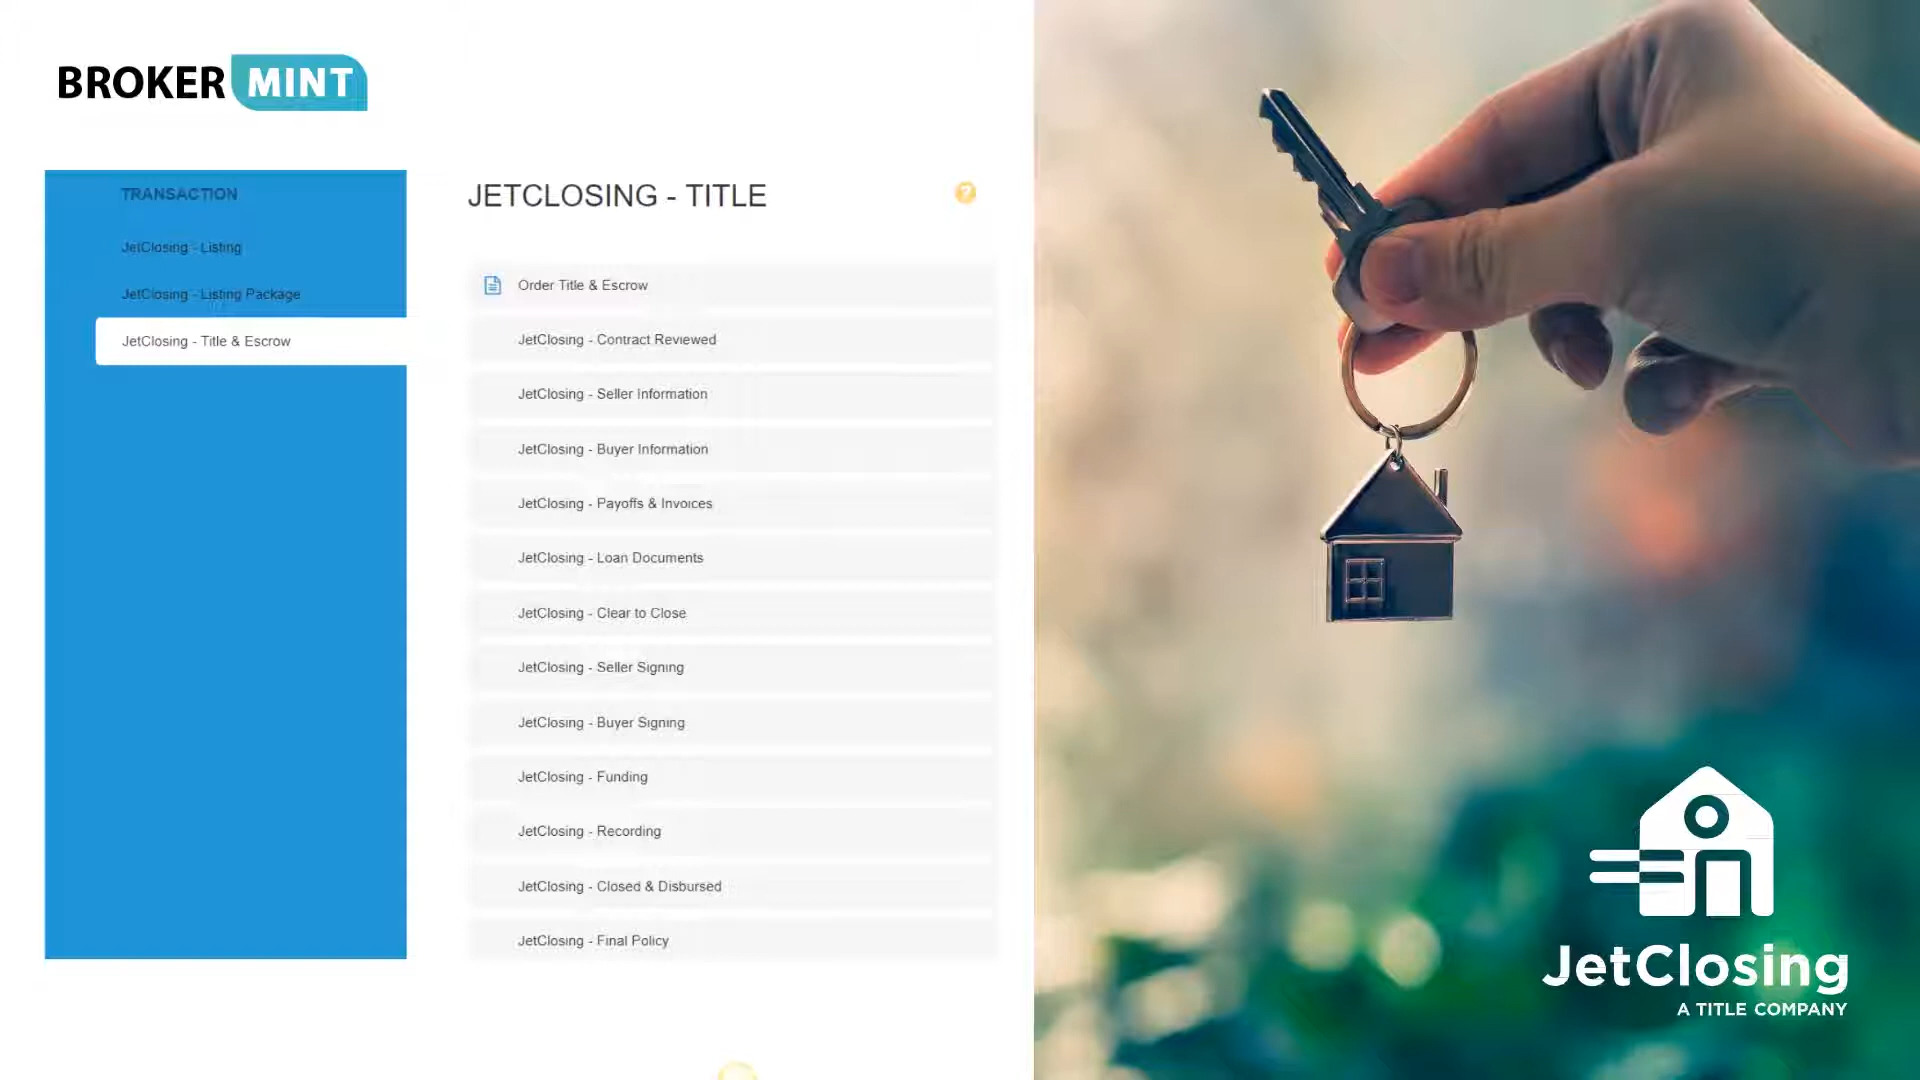 BROKER MINT
TRANSACTION
JetClosing - Listing
JetClosing - Listing Package
JetClosing - Title & Escrow
JETCLOSING - TITLE
?
Order Title & Escrow
JetClosing - Contract Reviewed
JetClosing - Seller Information
JetClosing - Buyer Information
JetClosing - Payoffs & Invoices
JetClosing - Loan Documents
JetClosing - Clear to Close
JetClosing - Seller Signing
JetClosing - Buyer Signing
JetClosing - Funding
JetClosing - Recording
JetClosing - Closed & Disbursed
JetClosing - Final Policy
JetClosing
A TITLE COMPANY